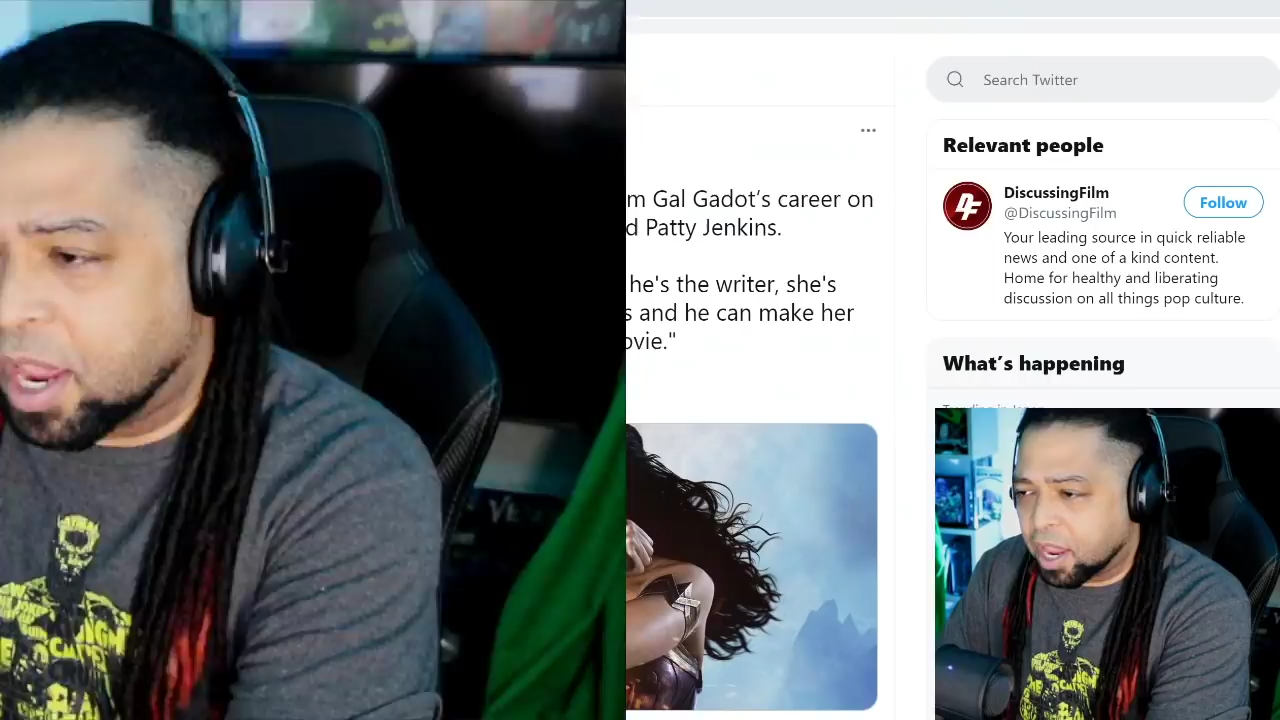 Search Twitter
Relevant people
m Gal Gadot’s career on
d Patty Jenkins.
DiscussingFilm
Follow
@DiscussingFilm
Your leading source in quick reliable
news and one of a kind content.
Home for healthy and liberating
discussion on all things pop culture.
he's the writer, she's
s and he can make her
ovie."
What’s happening